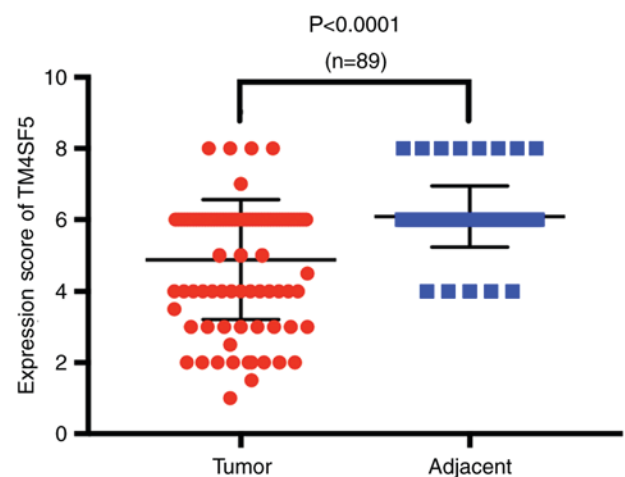 P<0.0001
(n=89)
Expression score of TM4SF5
10
8
6
4
2
0
Tumor
Adjacent